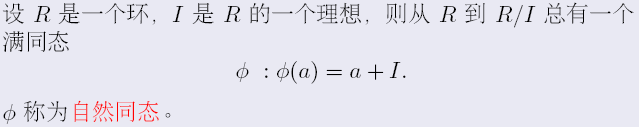 设 R 是一个环，I 是 R 的一个理想，则从 R 到 R/I 总有一个
满同态
ϕ : ϕ(a) = a + I.
ϕ 称为自然同态。